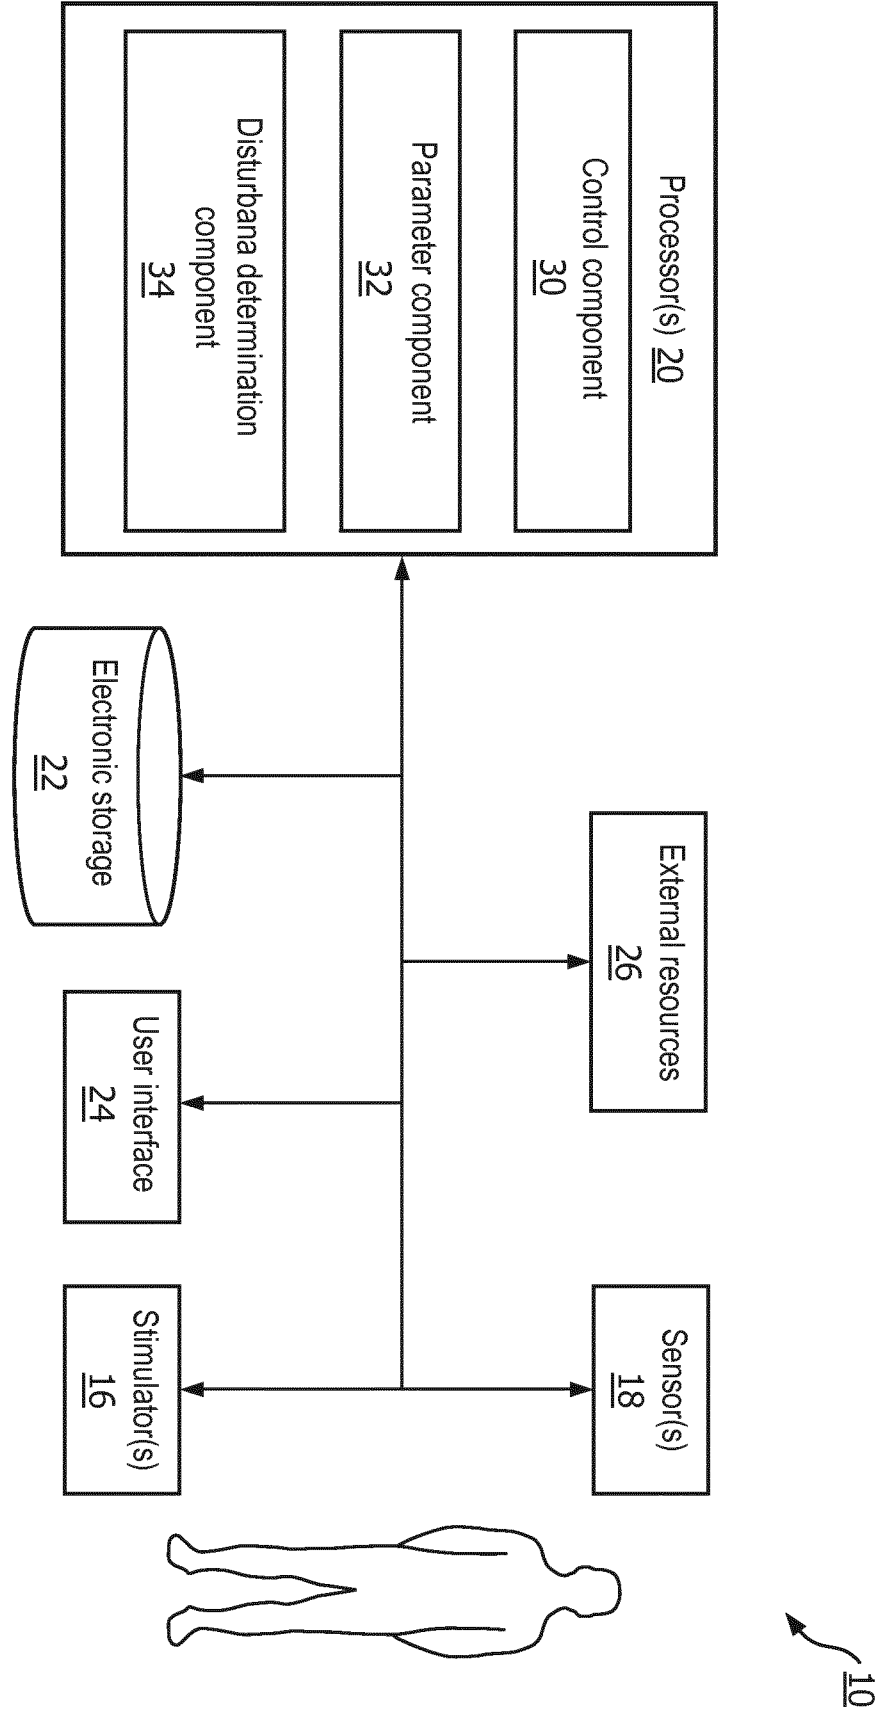 10
Processor(s) 20
Control component
30
Parameter component
32
Disturbana determination
component
34
External resources
26
Sensor(s)
18
Electronic storage
22
User interface
24
Stimulator(s)
16